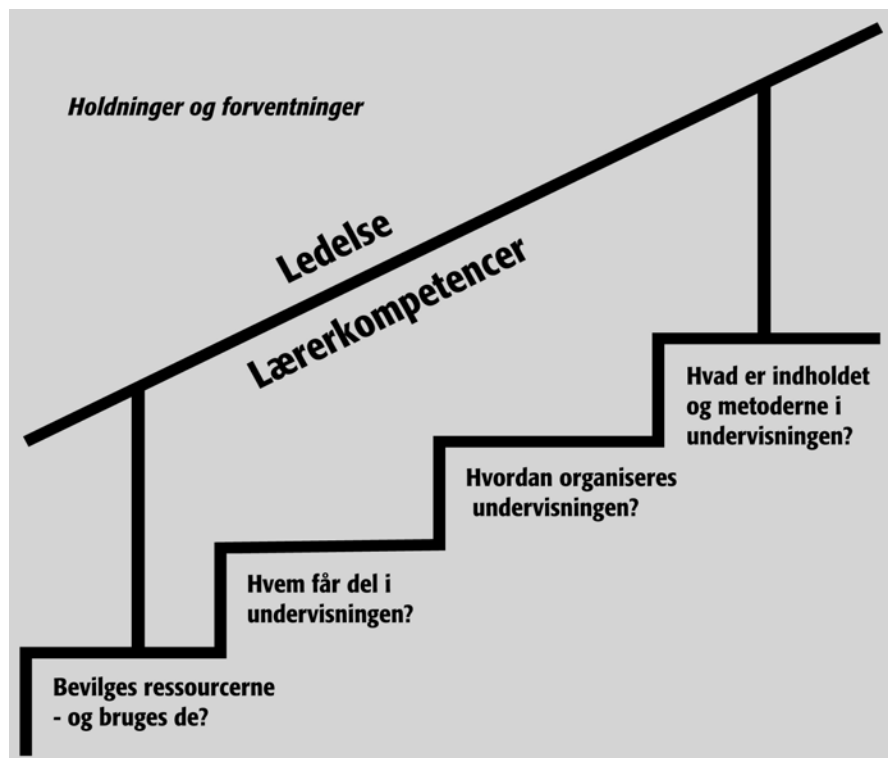 Holdninger og forventninger
Ledelse
Lærerkompetencer
Hvad er indholdet
og metoderne i
undervisningen?
Hvordan organiseres
undervisningen?
Hvem får del i
undervisningen?
Bevilges ressourcerne
- og bruges de?